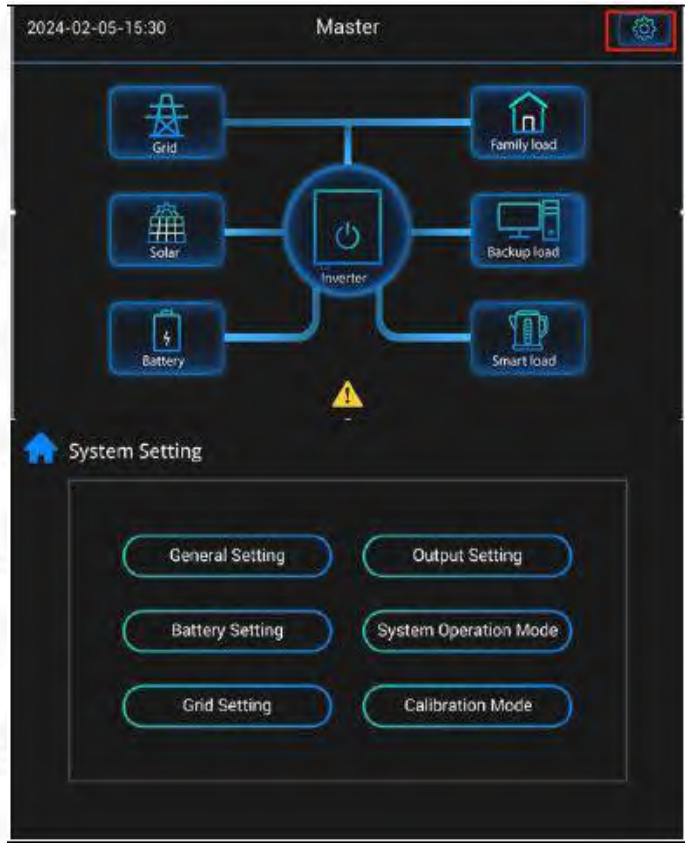 2024-02-05-15:30 Master
Grid
Family load
Solar
Inverter
Backup load
Battery
Smart load
System Setting
General Setting
Output Setting
Battery Setting
System Operation Mode
Grid Setting
Calibration Mode